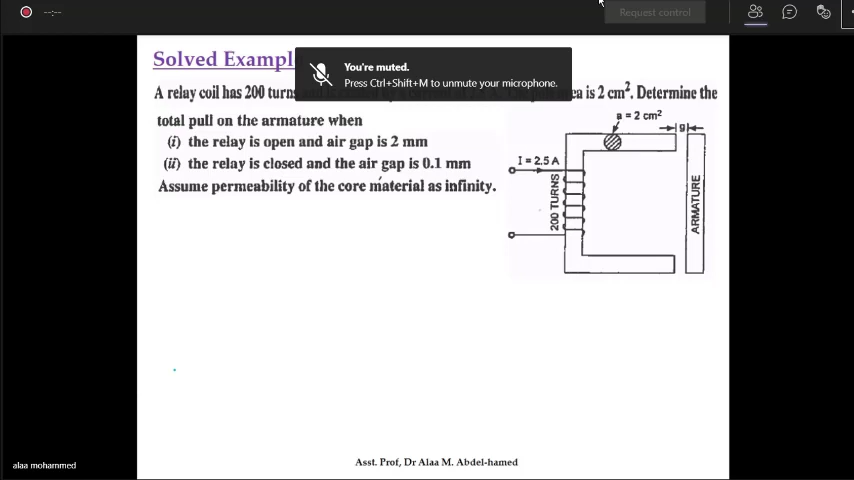 Request control
--:--
Solved Exampl
You're muted.
Press Ctrl+Shift+M to unmute your microphone.
A relay coil has 200 turns is 2 cm². Determine the
total pull on the armature when
(i) the relay is open and air gap is 2 mm
(ii) the relay is closed and the air gap is 0.1 mm
Assume permeability of the core material as infinity.
a = 2 cm²
g
I = 2.5 A
200 TURNS
ARMATURE
alaa mohammed
Asst. Prof, Dr Alaa M. Abdel-hamed